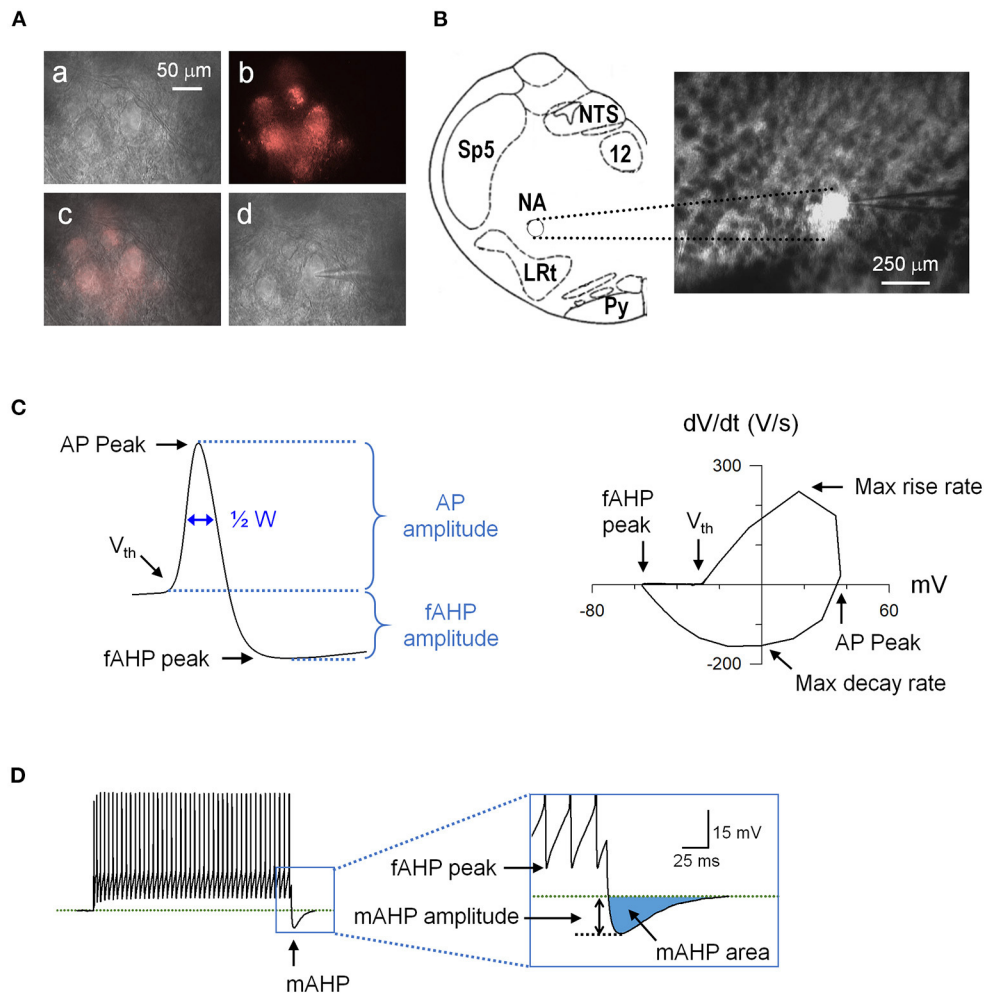 A
B
a
50 μm
b
c
d
NTS
Sp5
12
NA
LRt
Py
250 μm
C
AP Peak
½ W
V_th
AP
amplitude
fAHP
amplitude
fAHP peak
dV/dt (V/s)
300
Max rise rate
fAHP
peak
V_th
mV
-80
60
AP Peak
-200
Max decay rate
D
mAHP
15 mV
25 ms
fAHP peak
mAHP amplitude
mAHP area